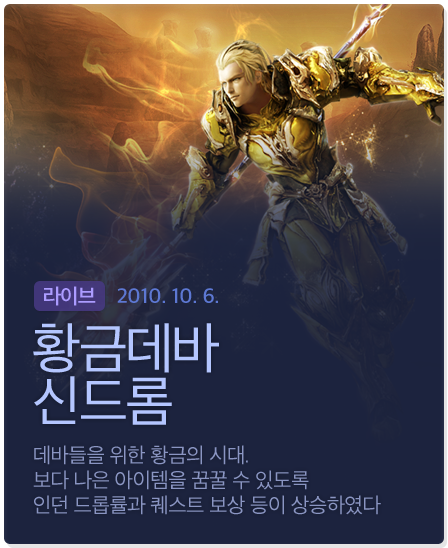 라이브 2010. 10. 6.
황금데바
신드롬
데바들을 위한 황금의 시대.
보다 나은 아이템을 꿈꿀 수 있도록
인던 드롭률과 퀘스트 보상 등이 상승하였다